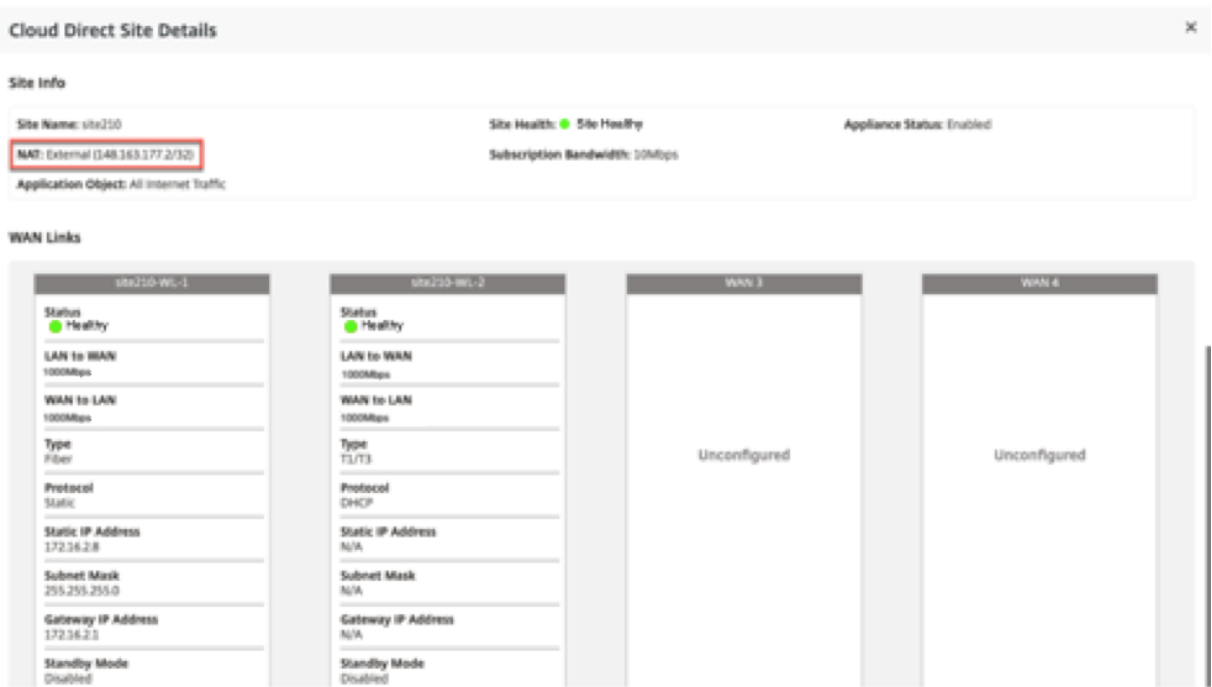 Cloud Direct Site Details ×
Site Info
Site Name: site210 Site Health: Site Healthy Appliance Status: Enabled
NAT: External (148.163.177.2/32) Subscription Bandwidth: 10Mbps
Application Object: All Internet Traffic
WAN Links
site210-WL-1
Status
Healthy
LAN to WAN
1000Mbps
WAN to LAN
1000Mbps
Type
Fiber
Protocol
Static
Static IP Address
172.16.2.8
Subnet Mask
255.255.255.0
Gateway IP Address
172.16.2.1
Standby Mode
Disabled
site210-WL-2
Status
Healthy
LAN to WAN
1000Mbps
WAN to LAN
1000Mbps
Type
T1/T3
Protocol
DHCP
Static IP Address
N/A
Subnet Mask
N/A
Gateway IP Address
N/A
Standby Mode
Disabled
WAN 3
Unconfigured
WAN 4
Unconfigured